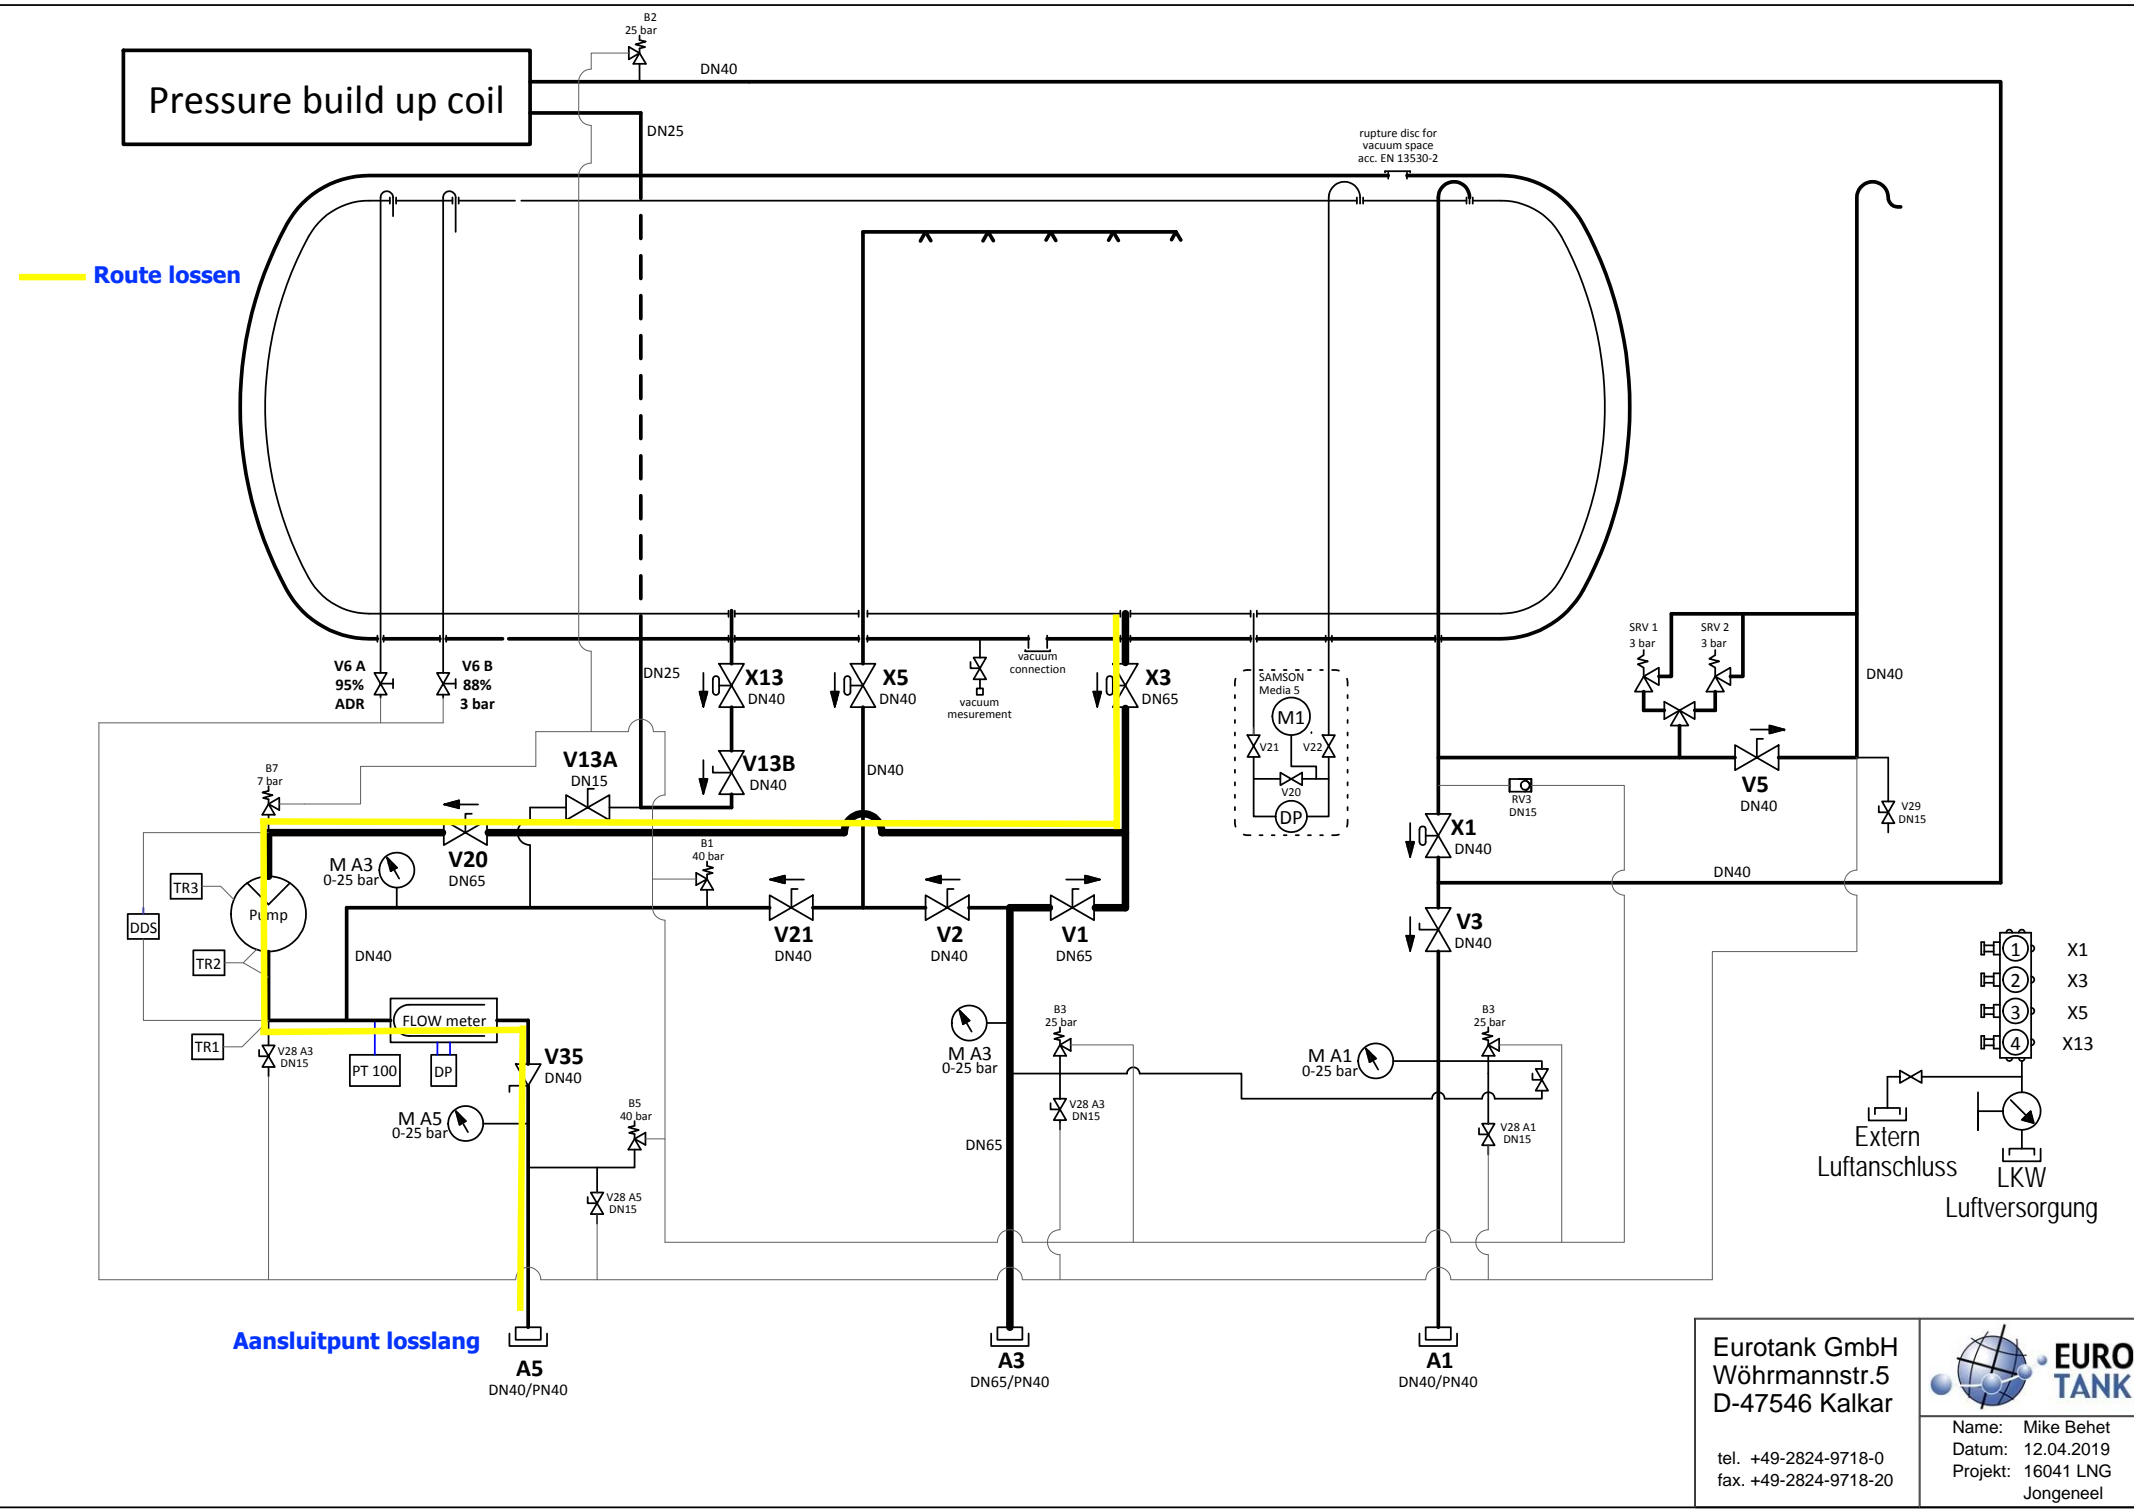 B2
25 bar
DN40
Pressure build up coil
DN25
rupture disc for
vacuum space
acc. EN 13530-2
Route lossen
V6 A
95%
ADR
V6 B
88%
3 bar
DN25
X13
DN40
X5
DN40
vacuum
mesurement
vacuum
connection
X3
DN65
SAMSON
Media 5
M1
V21
V22
V20
DP
SRV 1
3 bar
SRV 2
3 bar
DN40
V5
DN40
RV3
DN15
V29
DN15
B7
7 bar
V13A
DN15
V13B
DN40
DN40
X1
DN40
DN40
V20
DN65
M A3
0-25 bar
B1
40 bar
TR3
Pump
DDS
TR2
DN40
V21
DN40
V2
DN40
V1
DN65
V3
DN40
1 X1
2 X3
3 X5
4 X13
FLOW meter
TR1
V28 A3
DN15
PT 100
DP
V35
DN40
M A5
0-25 bar
B5
40 bar
V28 A5
DN15
M A3
0-25 bar
B3
25 bar
V28 A3
DN15
DN65
M A1
0-25 bar
B3
25 bar
V28 A1
DN15
Extern
Luftanschluss
LKW
Luftversorgung
Aansluitpunt losslang
A5
DN40/PN40
A3
DN65/PN40
A1
DN40/PN40
Eurotank GmbH
Wöhrmannstr.5
D-47546 Kalkar
tel. +49-2824-9718-0
fax. +49-2824-9718-20
EURO
TANK
Name: Mike Behet
Datum: 12.04.2019
Projekt: 16041 LNG
Jongeneel